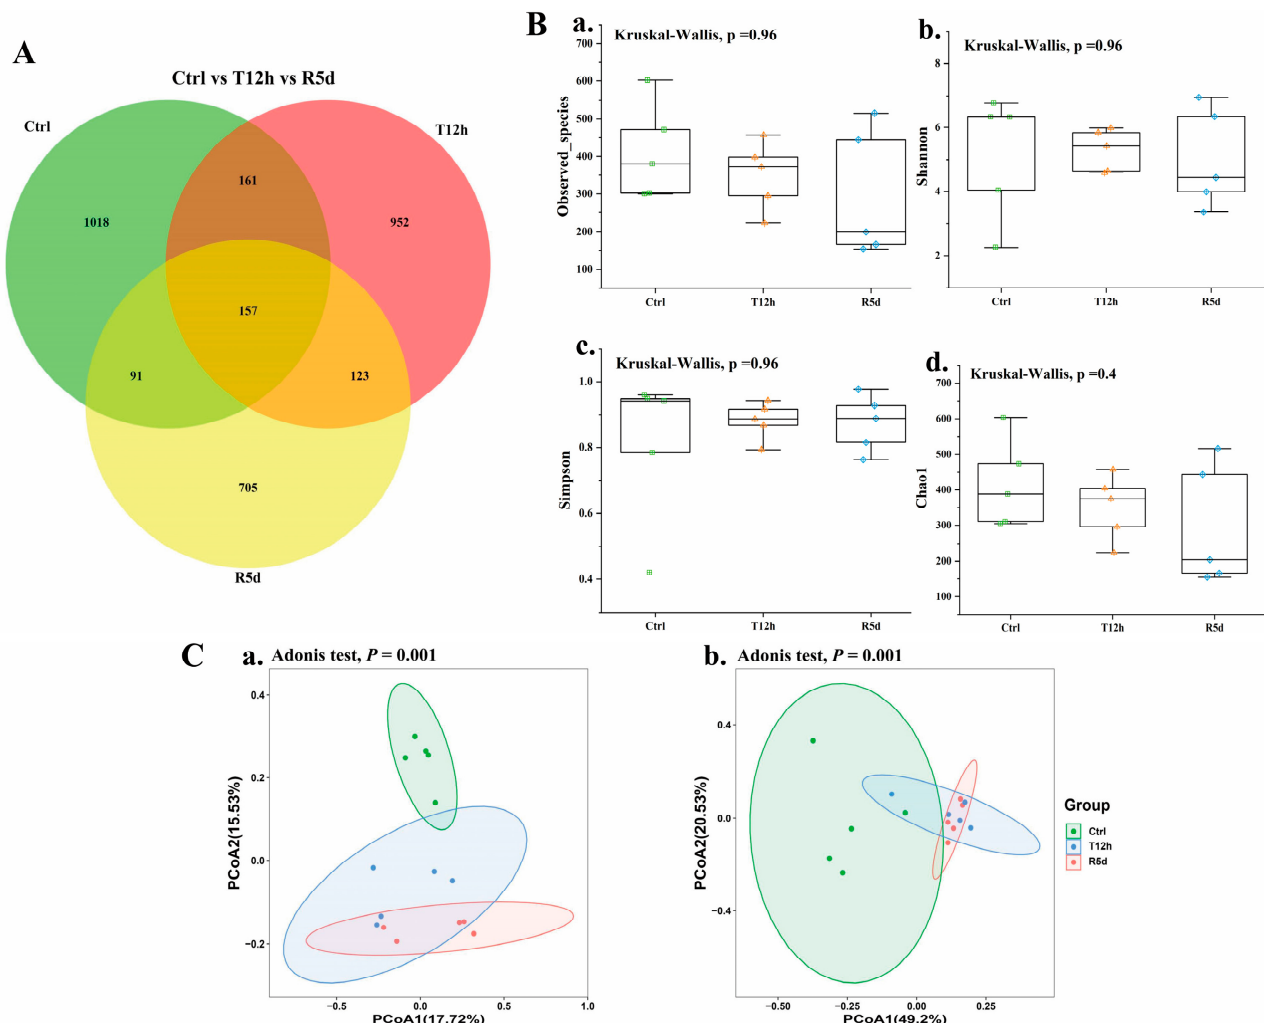 A
Ctrl vs T12h vs R5d
Ctrl
T12h
161
1018
952
157
91
123
705
R5d
B
a.
Kruskal-Wallis, p =0.96
Observed_species
700
600
500
400
300
200
100
Ctrl
T12h
R5d
b.
Kruskal-Wallis, p =0.96
Shannon
8
6
4
2
Ctrl
T12h
R5d
c.
Kruskal-Wallis, p =0.96
Simpson
1.0
0.8
0.6
0.4
Ctrl
T12h
R5d
d.
Kruskal-Wallis, p =0.4
Chao1
700
600
500
400
300
200
100
Ctrl
T12h
R5d
C
a.
Adonis test, P = 0.001
PCoA2(15.53%)
0.4
0.2
0.0
−0.2
−0.5
0.0
0.5
1.0
PCoA1(17.72%)
b.
Adonis test, P = 0.001
PCoA2(20.53%)
0.4
0.0
−0.4
−0.50
−0.25
0.00
0.25
PCoA1(49.2%)
Group
Ctrl
T12h
R5d